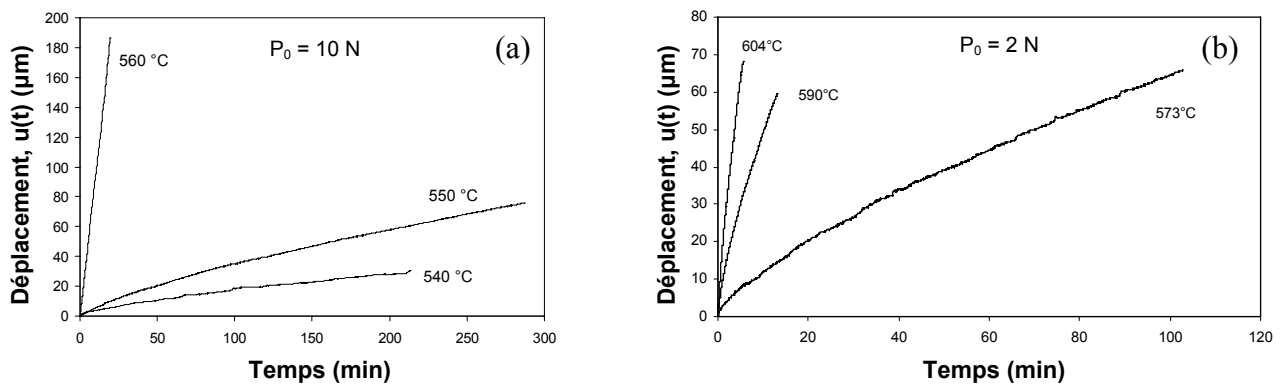 P₀ = 10 N
(a)
560 °C
550 °C
540 °C
Déplacement, u(t) (µm)
200
180
160
140
120
100
80
60
40
20
0
0 50 100 150 200 250 300
Temps (min)
P₀ = 2 N
(b)
604°C
590°C
573°C
Déplacement, u(t) (µm)
80
70
60
50
40
30
20
10
0
0 20 40 60 80 100 120
Temps (min)